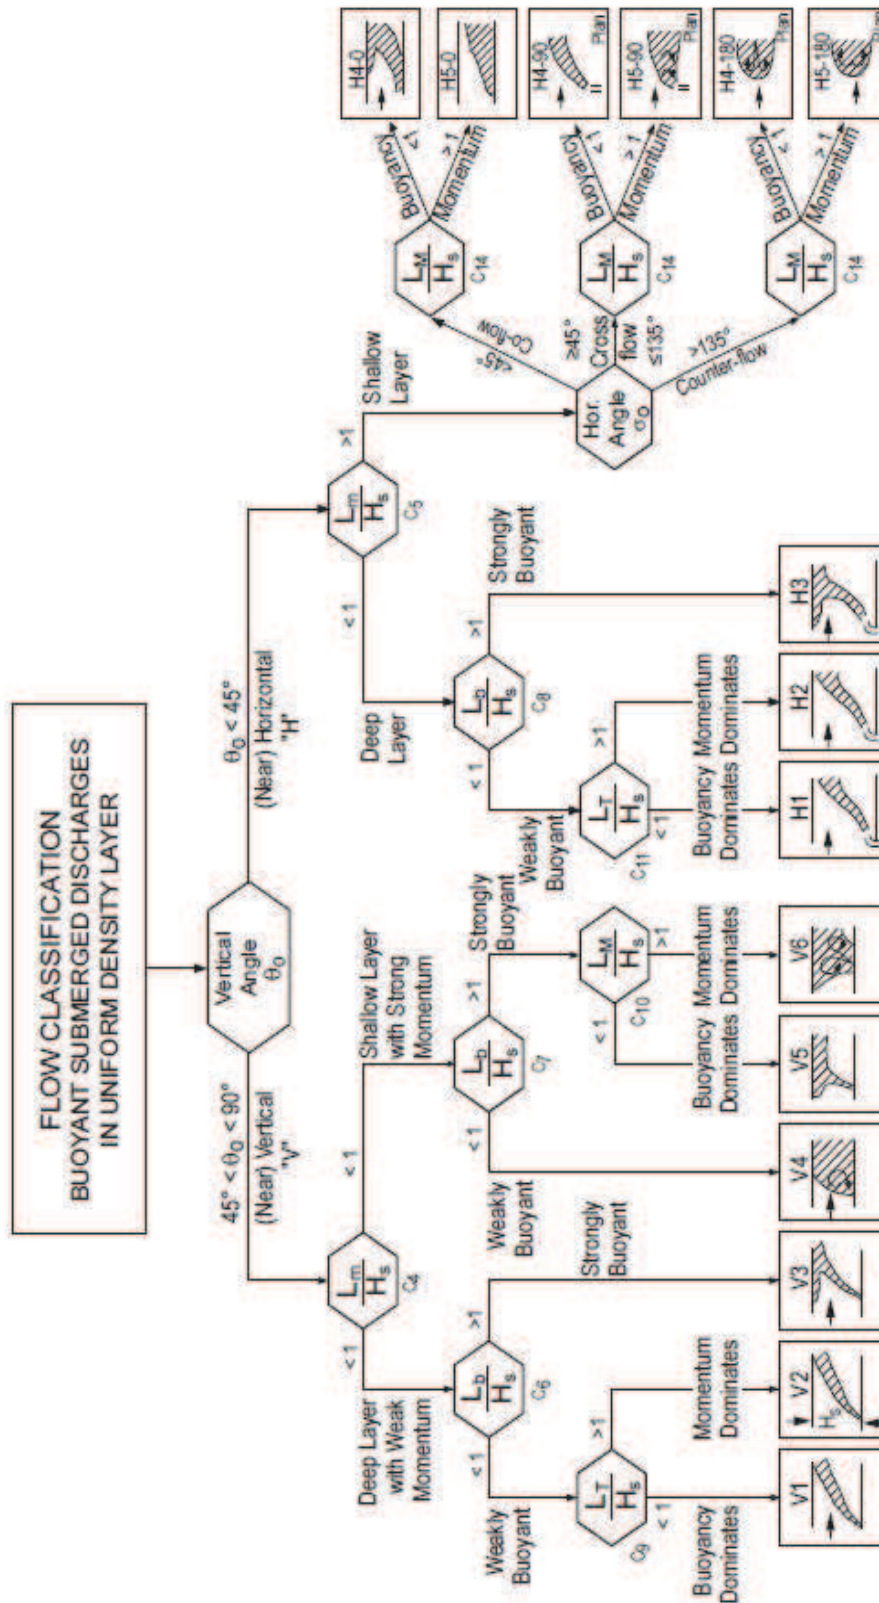 FLOW CLASSIFICATION
BUOYANT SUBMERGED DISCHARGES
IN UNIFORM DENSITY LAYER
Vertical
Angle
θ₀
45° < θ₀ < 90°
(Near) Vertical
"V"
θ₀ < 45°
(Near) Horizontal
"H"
Lm
Hs
C4
< 1
Deep Layer
with Weak
Momentum
< 1
Shallow Layer
with Strong
Momentum
Lm
Hs
C5
< 1
Deep
Layer
>1
Shallow
Layer
Lb
Hs
C6
< 1
Weakly
Buoyant
>1
Strongly
Buoyant
Lb
Hs
C7
< 1
Weakly
Buoyant
>1
Strongly
Buoyant
Lb
Hs
C8
< 1
Weakly
Buoyant
>1
Strongly
Buoyant
Hor.
Angle
σ₀
<45°
Co-flow
≥45°
Cross
flow
≤135°
>135°
Counter-flow
LT
Hs
C9
< 1
Buoyancy
Dominates
>1
Momentum
Dominates
LM
Hs
C10
< 1
Buoyancy
Dominates
>1
Momentum
Dominates
LT
Hs
C11
< 1
Buoyancy
Dominates
>1
Momentum
Dominates
LM
Hs
C14
Buoyancy
< 1
Momentum
> 1
LM
Hs
C14
Buoyancy
< 1
Momentum
> 1
LM
Hs
C14
Buoyancy
< 1
Momentum
> 1
V1
V2
Hs
V3
V4
V5
V6
H1
H2
H3
H4-0
H5-0
H4-90
Plan
H5-90
Plan
H4-180
Plan
H5-180
Plan